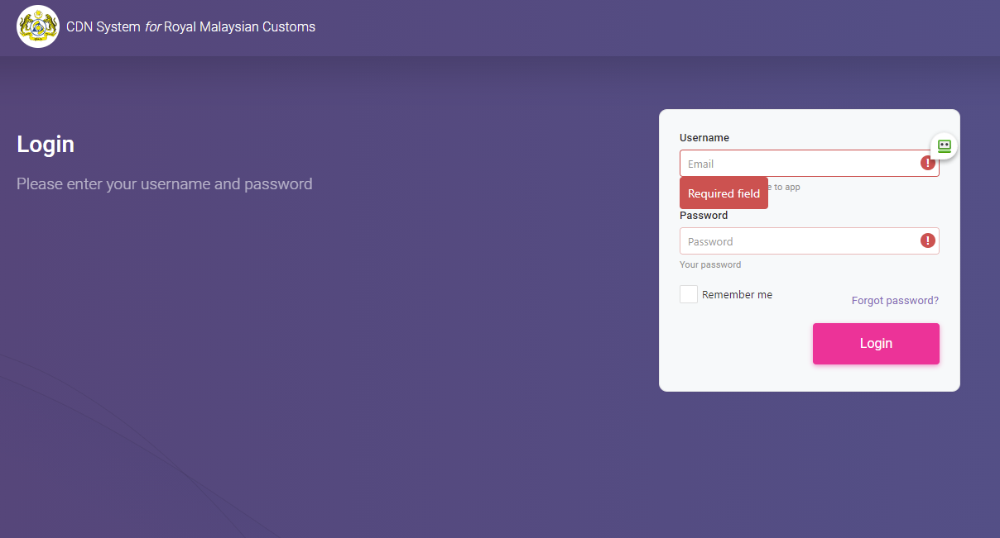 CDN System for Royal Malaysian Customs
Login
Please enter your username and password
Username
Email
!
Required field
e to app
Password
Password
!
Your password
Remember me
Forgot password?
Login